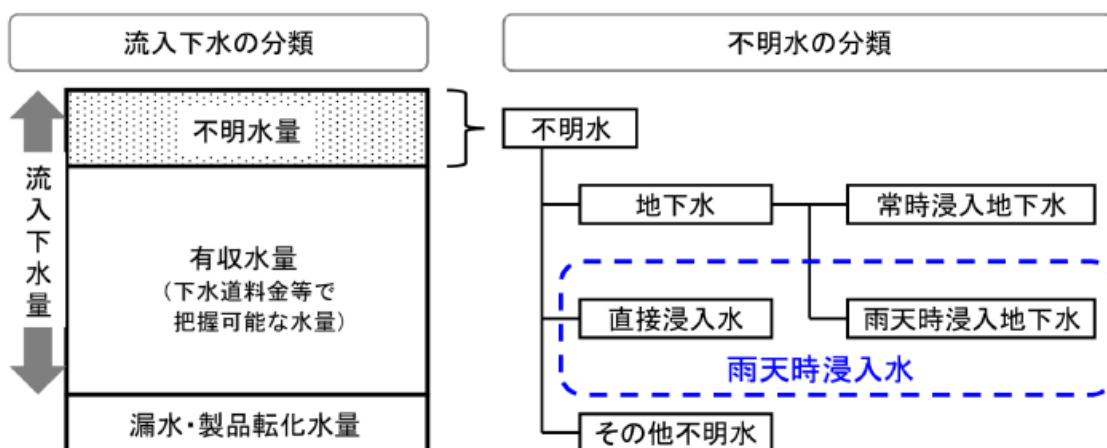 流入下水の分類
不明水の分類
流入下水量
不明水量
有収水量
（下水道料金等で
把握可能な水量）
漏水・製品転化水量
不明水
地下水
常時浸入地下水
直接浸入水
雨天時浸入地下水
雨天時浸入水
その他不明水